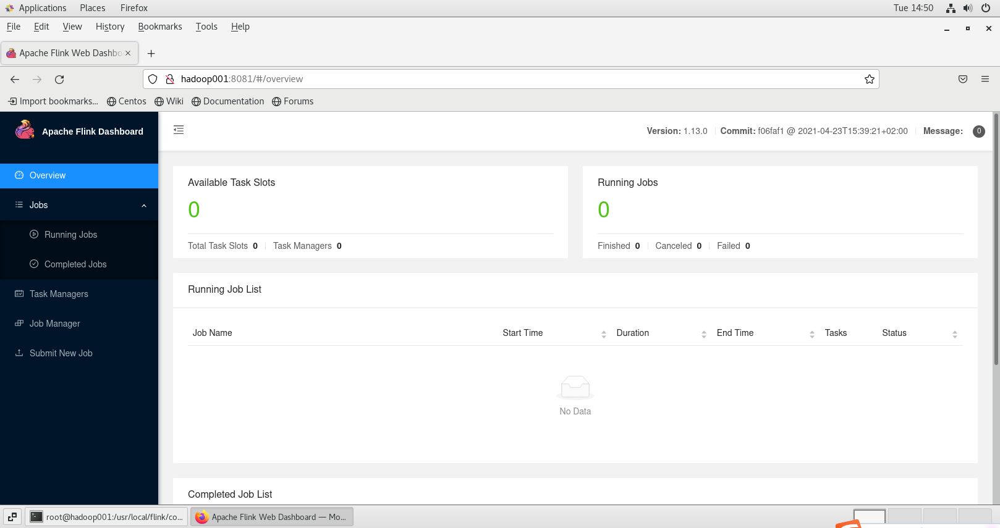 Applications Places Firefox Tue 14:50
File Edit View History Bookmarks Tools Help
Apache Flink Web Dashbo
hadoop001:8081/#/overview
Import bookmarks... Centos Wiki Documentation Forums
Apache Flink Dashboard
Version: 1.13.0 Commit: f06faf1 @ 2021-04-23T15:39:21+02:00 Message: 0
Overview
Jobs
Running Jobs
Completed Jobs
Task Managers
Job Manager
Submit New Job
Available Task Slots
0
Total Task Slots 0 Task Managers 0
Running Jobs
0
Finished 0 Canceled 0 Failed 0
Running Job List
Job Name Start Time Duration End Time Tasks Status
No Data
Completed Job List
root@hadoop001:/usr/local/flink/co... Apache Flink Web Dashboard — Mo...